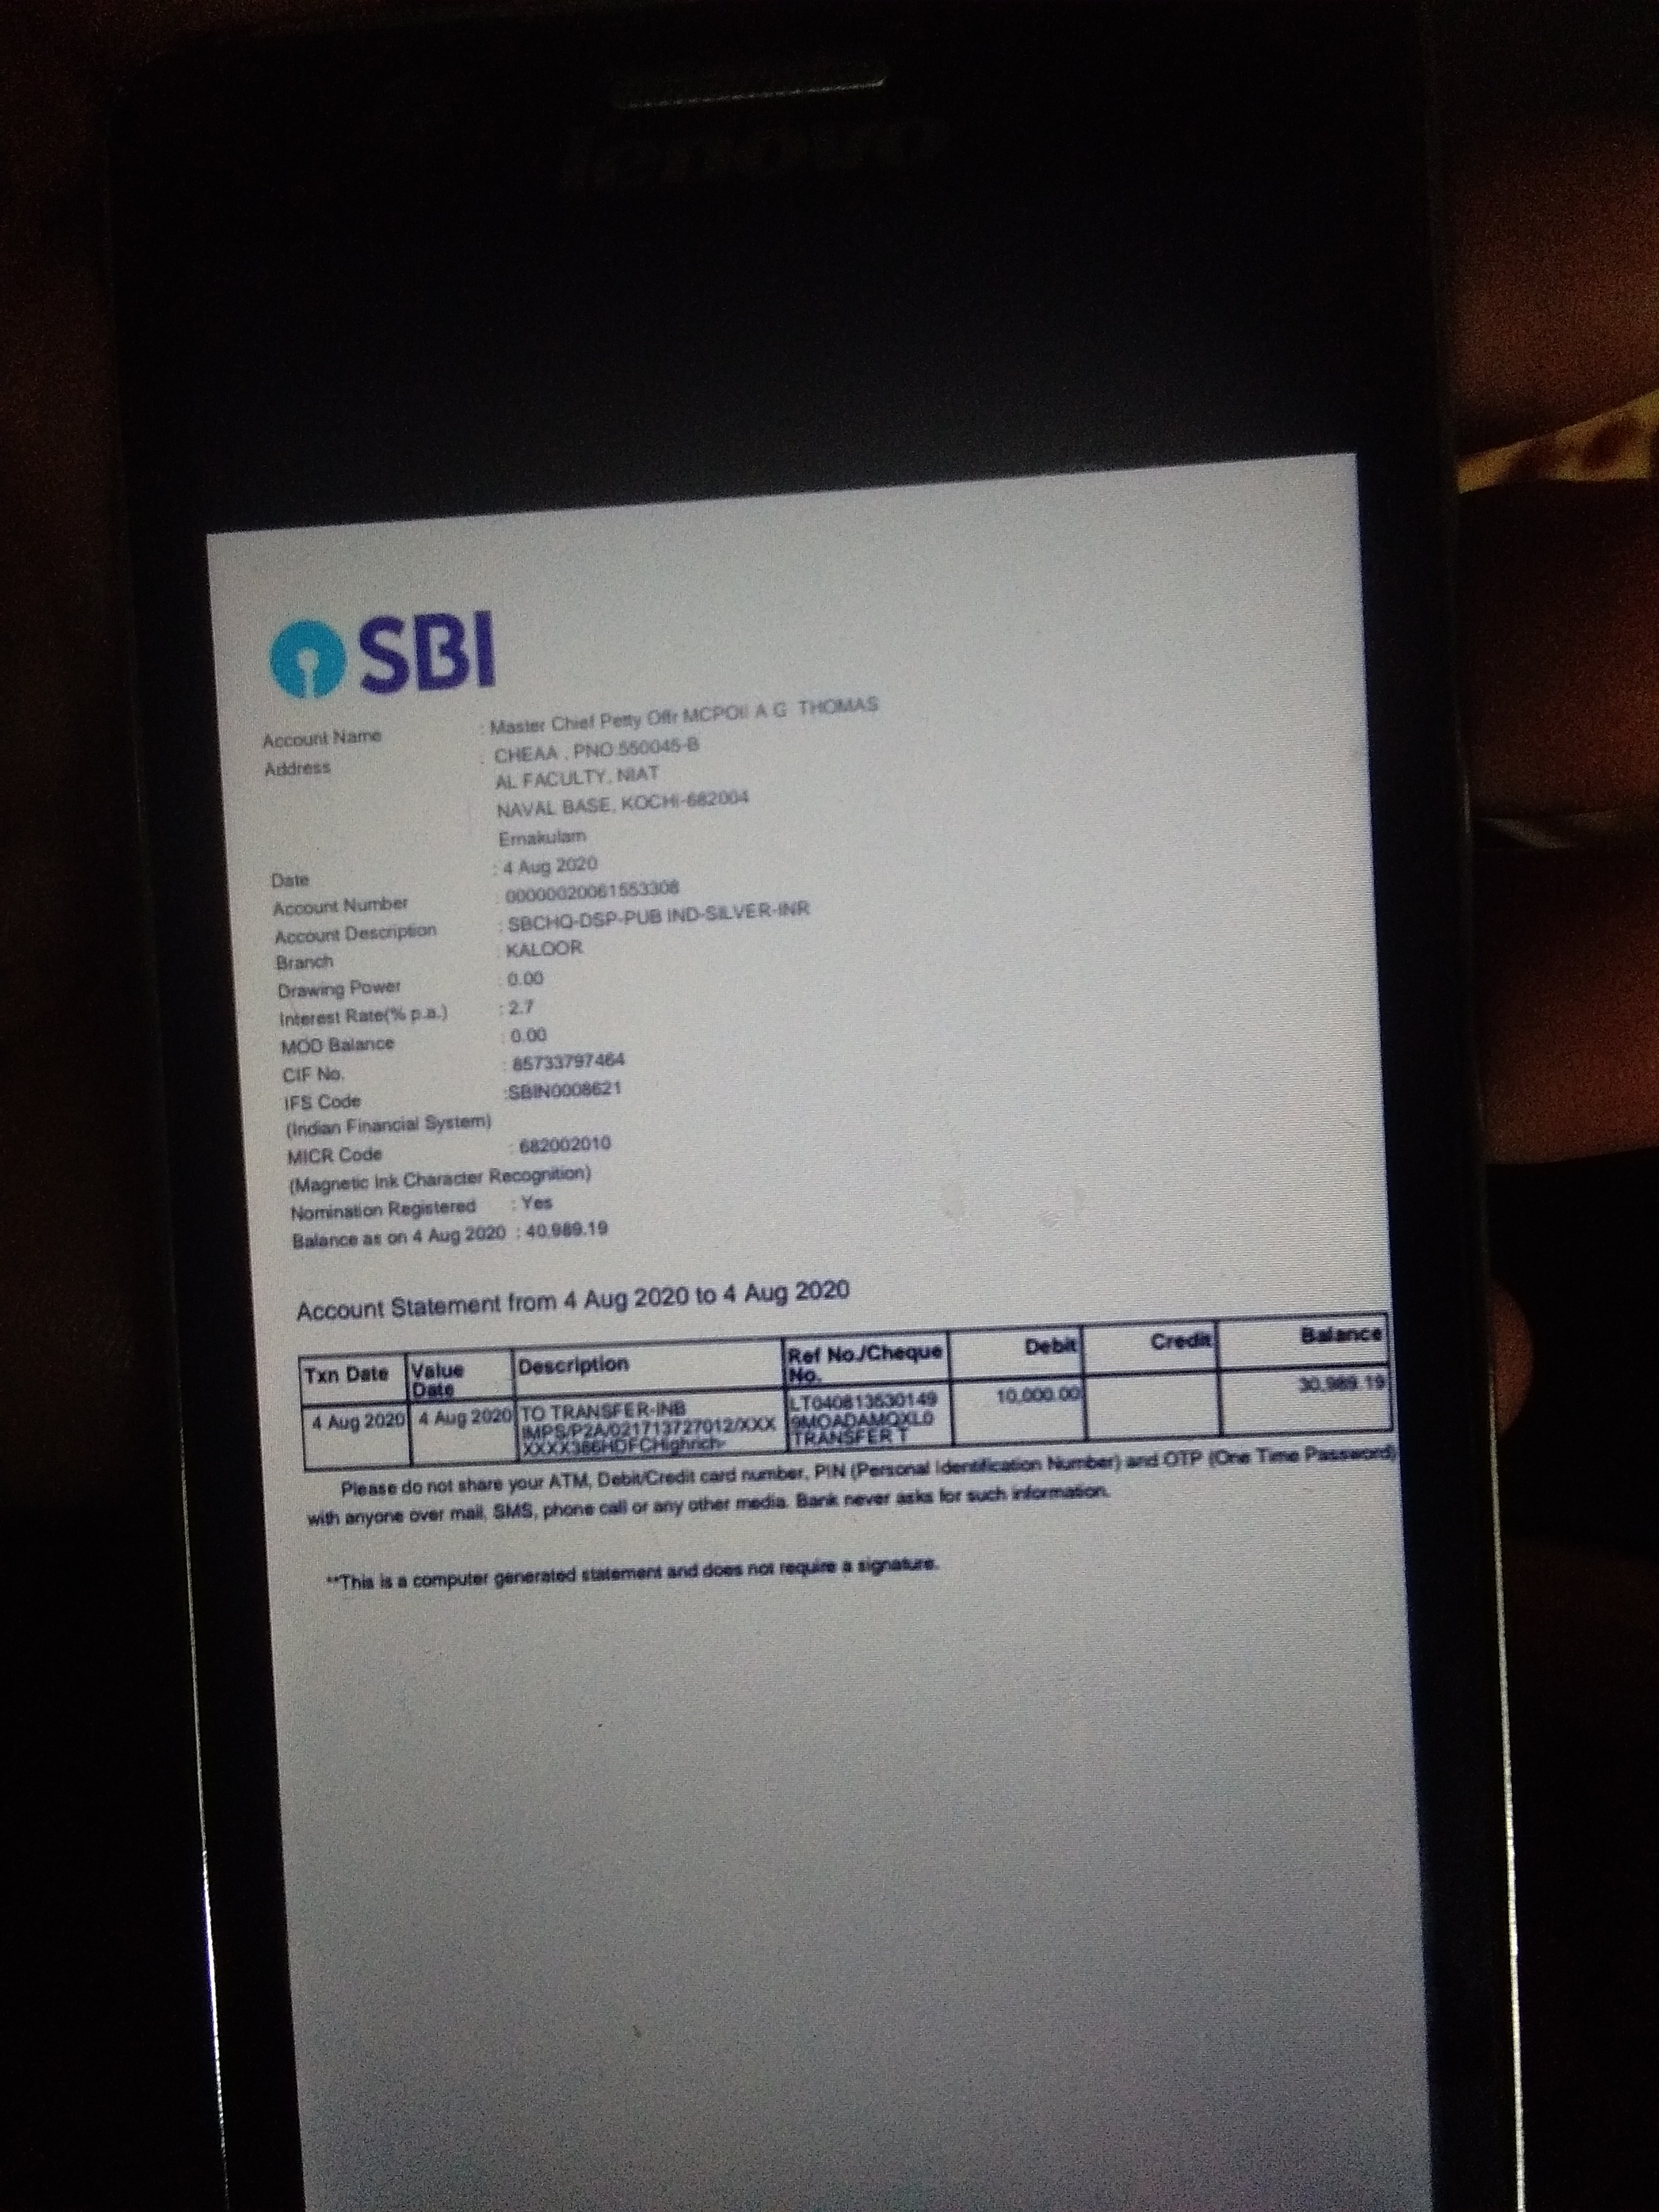 lenovo
SBI
Account Name : Master Chief Petty Offr MCPOII A G THOMAS
Address : CHEAA , PNO.550045-B
AL FACULTY, NIAT
NAVAL BASE, KOCHI-682004
Ernakulam
Date : 4 Aug 2020
Account Number : 00000020061553308
Account Description : SBCHQ-DSP-PUB IND-SILVER-INR
Branch : KALOOR
Drawing Power : 0.00
Interest Rate(% p.a.) : 2.7
MOD Balance : 0.00
CIF No. : 85733797464
IFS Code :SBIN0008621
(Indian Financial System)
MICR Code : 682002010
(Magnetic Ink Character Recognition)
Nomination Registered : Yes
Balance as on 4 Aug 2020 : 40,989.19
Account Statement from 4 Aug 2020 to 4 Aug 2020
Txn Date Value Date Description Ref No./Cheque No. Debit Credit Balance
4 Aug 2020 4 Aug 2020 TO TRANSFER-INB LT040813530149 10,000.00 30,989.19
IMPS/P2A/021713727012/XXX 9MOADAMQXL0
XXXX386HDFCHighrich- TRANSFER T
Please do not share your ATM, Debit/Credit card number, PIN (Personal Identification Number) and OTP (One Time Password)
with anyone over mail, SMS, phone call or any other media. Bank never asks for such information.
**This is a computer generated statement and does not require a signature.